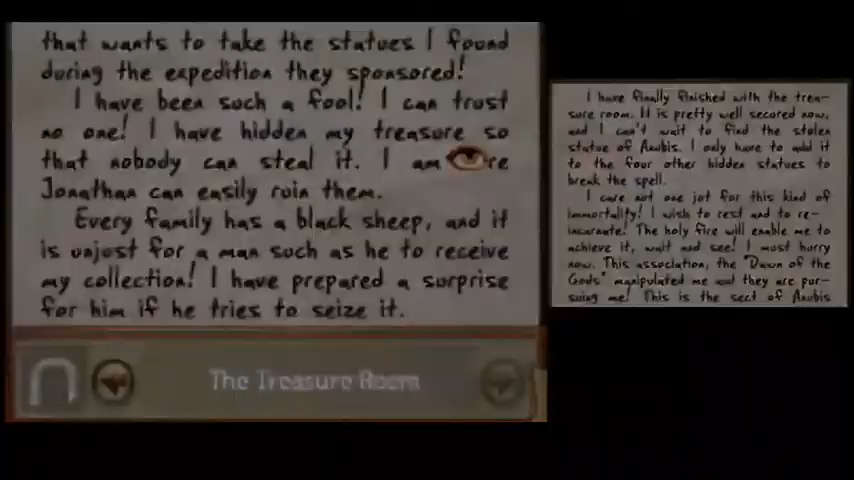 that wants to take the statues I found
during the expedition they sponsored!
I have been such a fool! I can trust
no one! I have hidden my treasure so
that nobody can steal it. I am re
Jonathan can easily ruin them.
Every family has a black sheep, and it
is unjust for a man such as he to receive
my collection! I have prepared a surprise
for him if he tries to seize it.
The Treasure Room
I have finally finished with the trea-
sure room. It is pretty well secored now,
and I can't wait to find the stolen
statue of Anubis. I only have to add it
to the four other hidden statues to
break the spell.
I care not one jot for this kind of
immortality! I wish to rest and to re-
incarnate! The holy fire will enable me to
achieve it, wait and see! I most hurry
now. This association, the "Dawn of the
Gods" manipulated me and they are pur-
suing me! This is the sect of Anubis